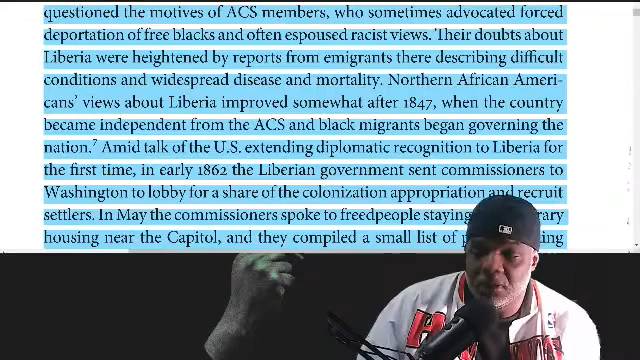 questioned the motives of ACS members, who sometimes advocated forced
deportation of free blacks and often espoused racist views. Their doubts about
Liberia were heightened by reports from emigrants there describing difficult
conditions and widespread disease and mortality. Northern African Ameri-
cans’ views about Liberia improved somewhat after 1847, when the country
became independent from the ACS and black migrants began governing the
nation.7 Amid talk of the U.S. extending diplomatic recognition to Liberia for
the first time, in early 1862 the Liberian government sent commissioners to
Washington to lobby for a share of the colonization appropriation and recruit
settlers. In May the commissioners spoke to freedpeople staying
housing near the Capitol, and they compiled a small list of